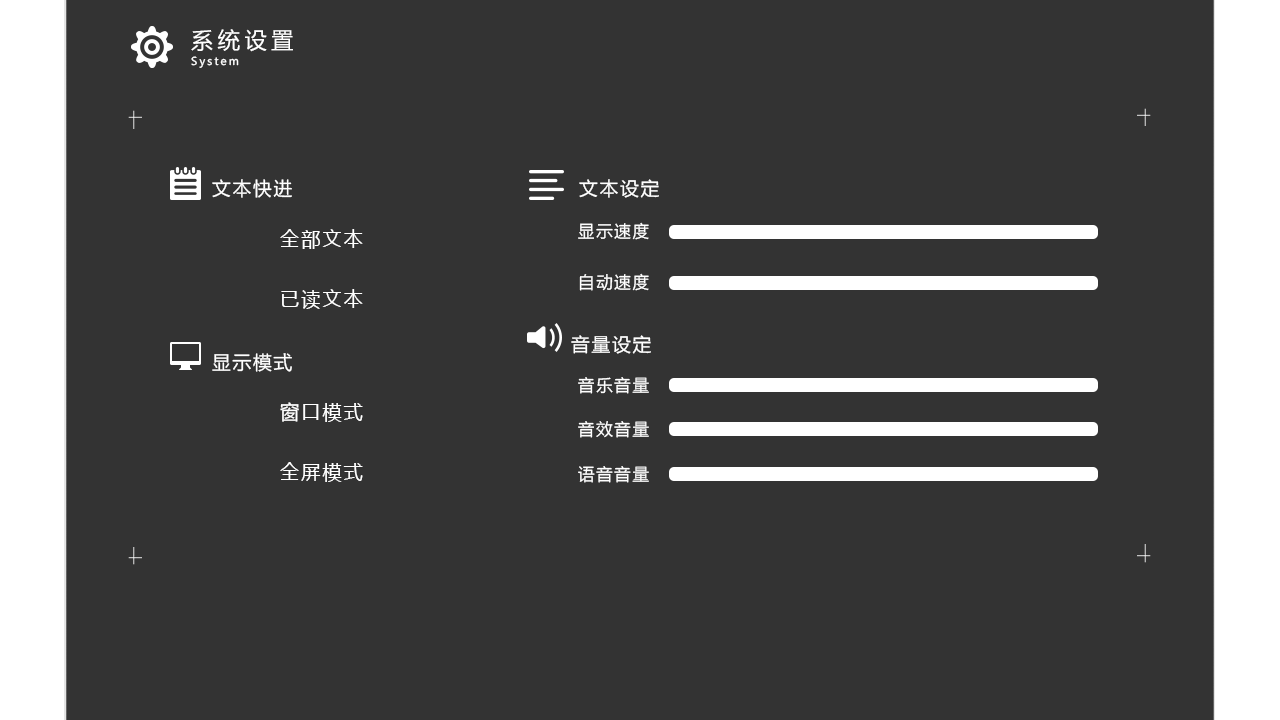 系统设置
System
文本快进
全部文本
已读文本
显示模式
窗口模式
全屏模式
文本设定
显示速度
自动速度
音量设定
音乐音量
音效音量
语音音量